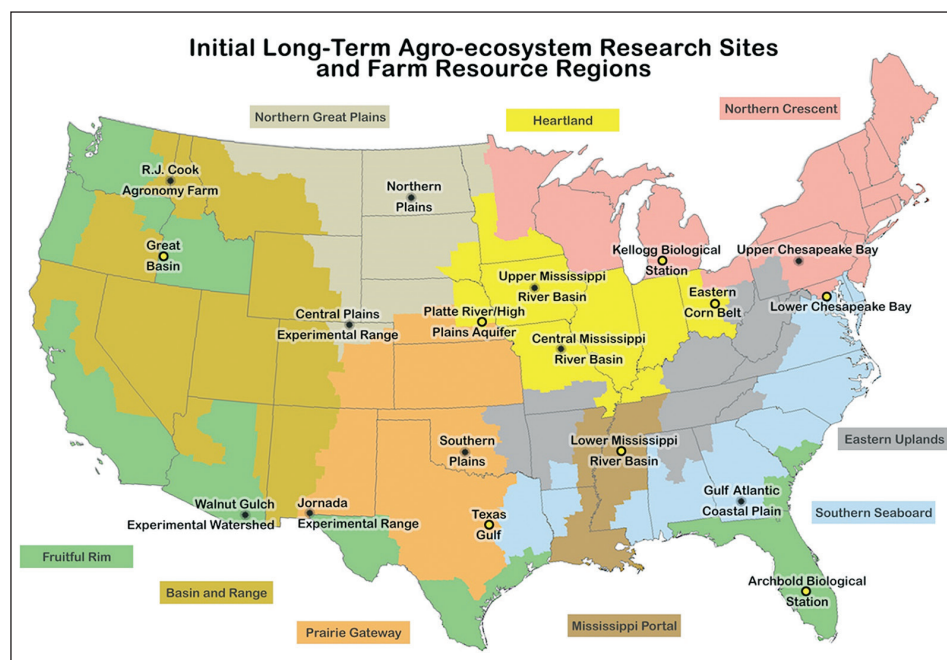 Initial Long-Term Agro-ecosystem Research Sites
and Farm Resource Regions
Northern Crescent
Northern Great Plains
Heartland
R.J. Cook
Agronomy Farm
Northern
Plains
Great
Basin
Kellogg Biological
Station
Upper Chesapeake Bay
Upper Mississippi
River Basin
Eastern
Corn Belt
Lower Chesapeake Bay
Central Plains
Experimental Range
Platte River/High
Plains Aquifer
Central Mississippi
River Basin
Southern
Plains
Lower Mississippi
River Basin
Eastern Uplands
Walnut Gulch
Experimental Watershed
Jornada
Experimental Range
Texas
Gulf
Gulf Atlantic
Coastal Plain
Southern Seaboard
Fruitful Rim
Basin and Range
Archbold Biological
Station
Prairie Gateway
Mississippi Portal